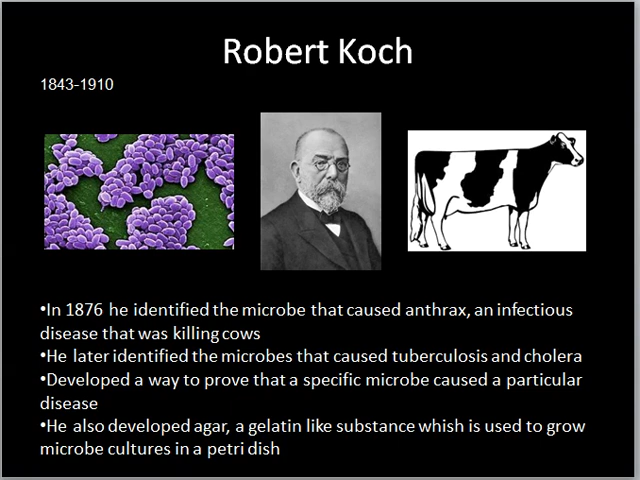 Robert Koch
1843-1910
•In 1876 he identified the microbe that caused anthrax, an infectious
disease that was killing cows
•He later identified the microbes that caused tuberculosis and cholera
•Developed a way to prove that a specific microbe caused a particular
disease
•He also developed agar, a gelatin like substance whish is used to grow
microbe cultures in a petri dish